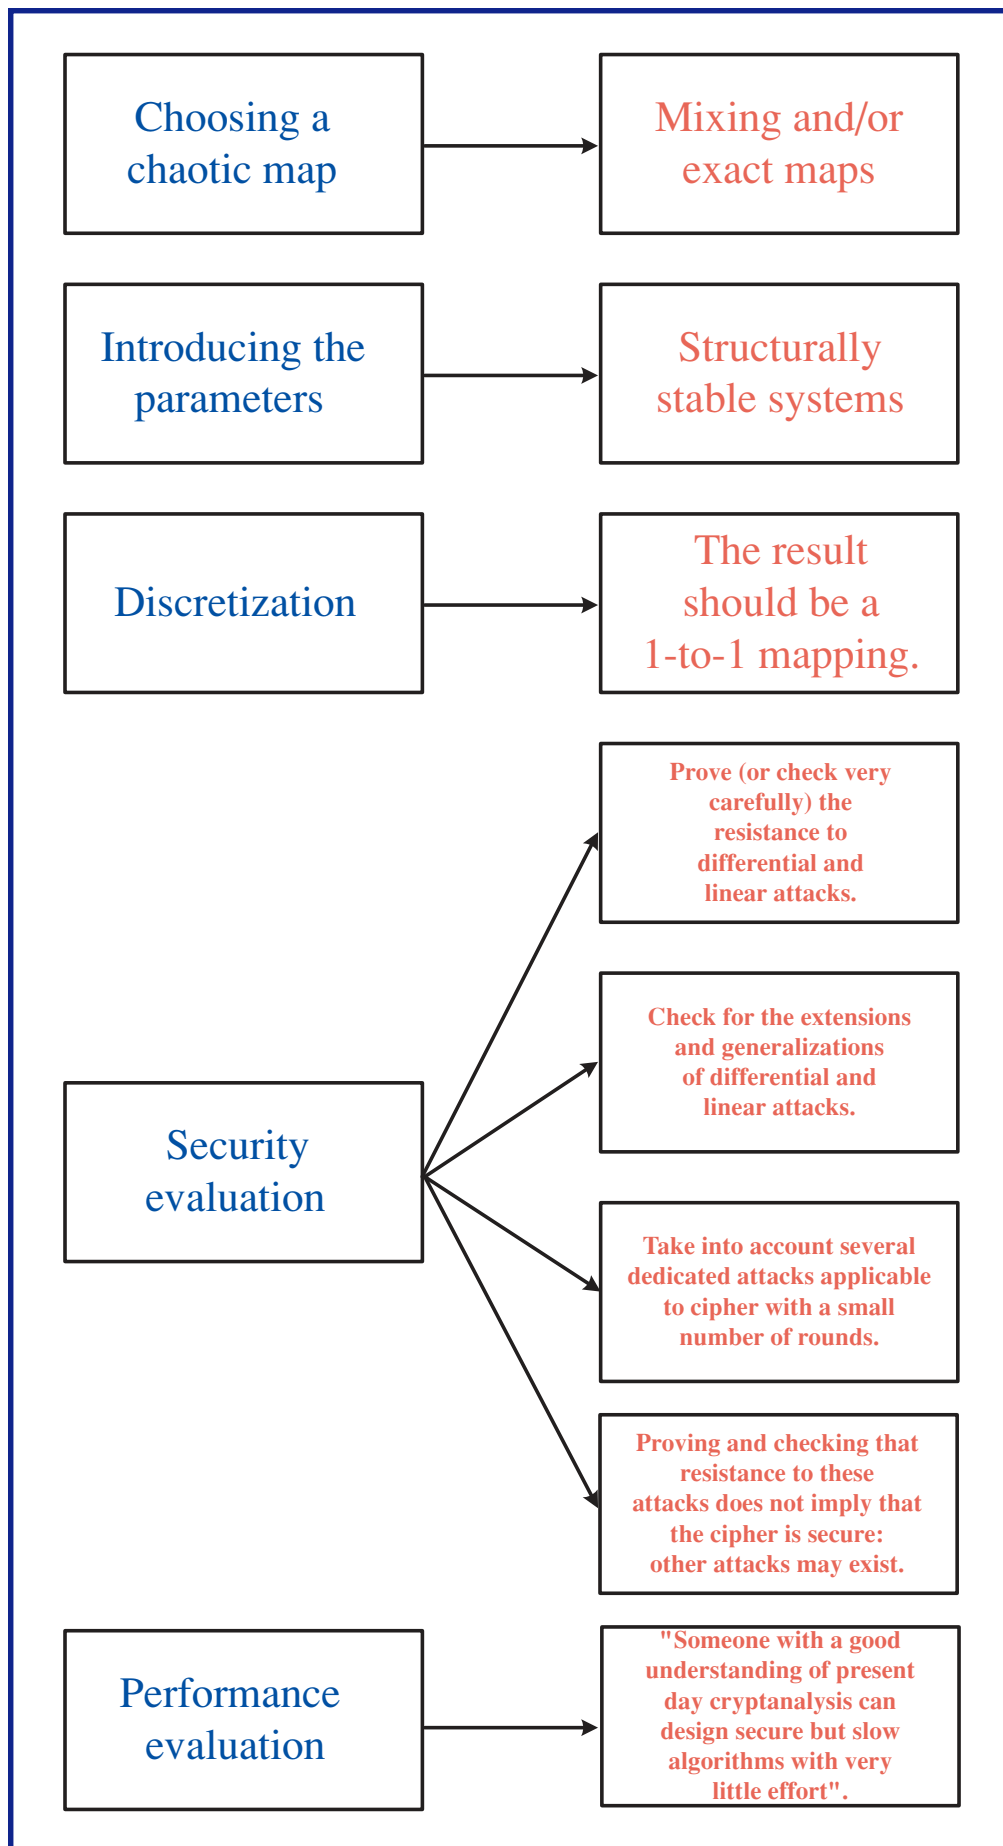 Choosing a
chaotic map
Mixing and/or
exact maps
Introducing the
parameters
Structurally
stable systems
Discretization
The result
should be a
1-to-1 mapping.
Security
evaluation
Prove (or check very
carefully) the
resistance to
differential and
linear attacks.
Check for the extensions
and generalizations
of differential and
linear attacks.
Take into account several
dedicated attacks applicable
to cipher with a small
number of rounds.
Proving and checking that
resistance to these
attacks does not imply that
the cipher is secure:
other attacks may exist.
Performance
evaluation
"Someone with a good
understanding of present
day cryptanalysis can
design secure but slow
algorithms with very
little effort".